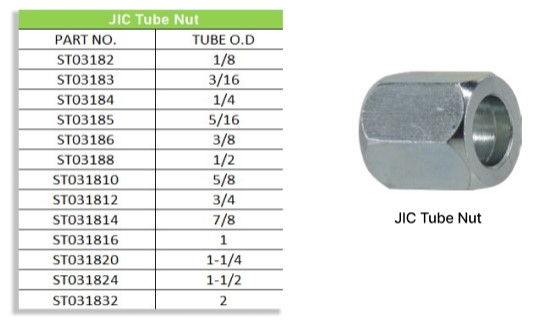 JIC Tube Nut
PART NO. TUBE O.D
ST03182 1/8
ST03183 3/16
ST03184 1/4
ST03185 5/16
ST03186 3/8
ST03188 1/2
ST031810 5/8
ST031812 3/4
ST031814 7/8
ST031816 1
ST031820 1-1/4
ST031824 1-1/2
ST031832 2
JIC Tube Nut